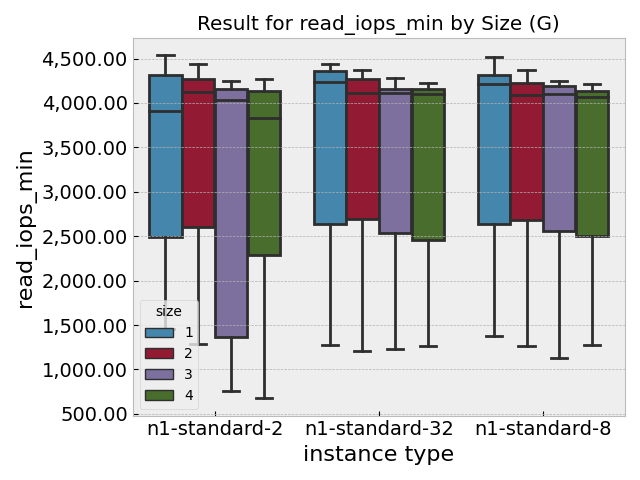 Result for read_iops_min by Size (G)
read_iops_min
4,500.00
4,000.00
3,500.00
3,000.00
2,500.00
2,000.00
1,500.00
1,000.00
500.00
size
1
2
3
4
n1-standard-2 n1-standard-32 n1-standard-8
instance type